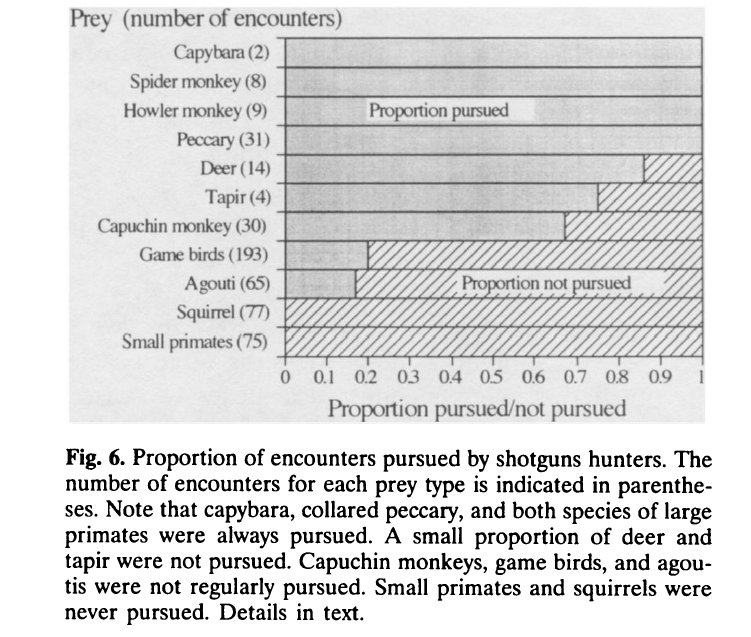 Prey (number of encounters)
Capybara (2)
Spider monkey (8)
Howler monkey (9)
Proportion pursued
Peccary (31)
Deer (14)
Tapir (4)
Capuchin monkey (30)
Game birds (193)
Agouti (65)
Proportion not pursued
Squirrel (77)
Small primates (75)
0 0.1 0.2 0.3 0.4 0.5 0.6 0.7 0.8 0.9 1
Proportion pursued/not pursued
Fig. 6. Proportion of encounters pursued by shotguns hunters. The
number of encounters for each prey type is indicated in parenthe-
ses. Note that capybara, collared peccary, and both species of large
primates were always pursued. A small proportion of deer and
tapir were not pursued. Capuchin monkeys, game birds, and agou-
tis were not regularly pursued. Small primates and squirrels were
never pursued. Details in text.